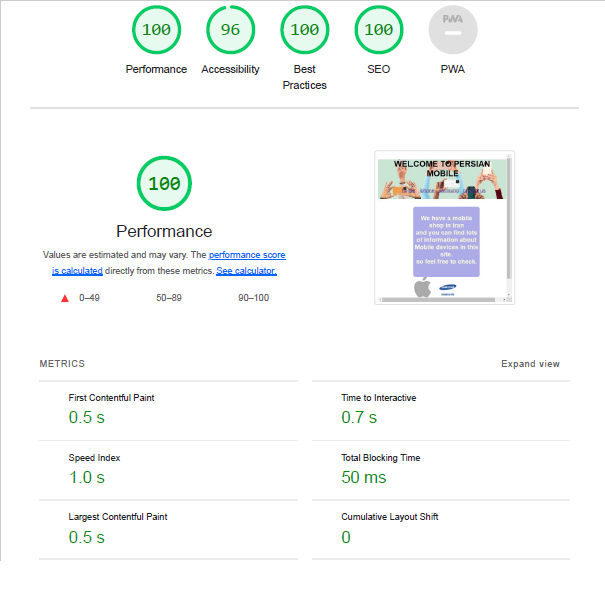 100
96
100
100
PWA
Performance
Accessibility
Best
Practices
SEO
PWA
100
Performance
Values are estimated and may vary. The performance score
is calculated directly from these metrics. See calculator.
0–49
50–89
90–100
WELCOME TO PERSIAN
MOBILE
We have a mobile
shop in Iran
and you can find lots
of information about
Mobile devices in this
site.
so feel free to check.
SAMSUNG
METRICS
Expand view
First Contentful Paint
0.5 s
Time to Interactive
0.7 s
Speed Index
1.0 s
Total Blocking Time
50 ms
Largest Contentful Paint
0.5 s
Cumulative Layout Shift
0